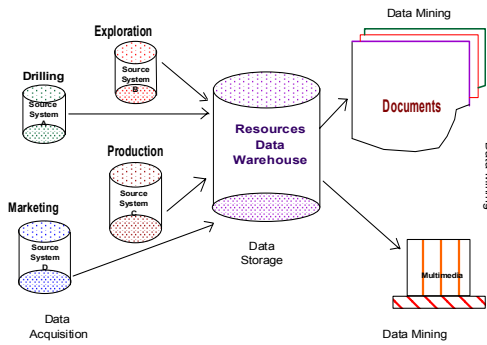 Data Mining
Exploration
Source
System
B
Drilling
Source
System
A
Resources
Data
Warehouse
Documents
Production
Source
System
C
Marketing
Source
System
D
Data
Storage
Multimedia
Data
Acquisition
Data Mining